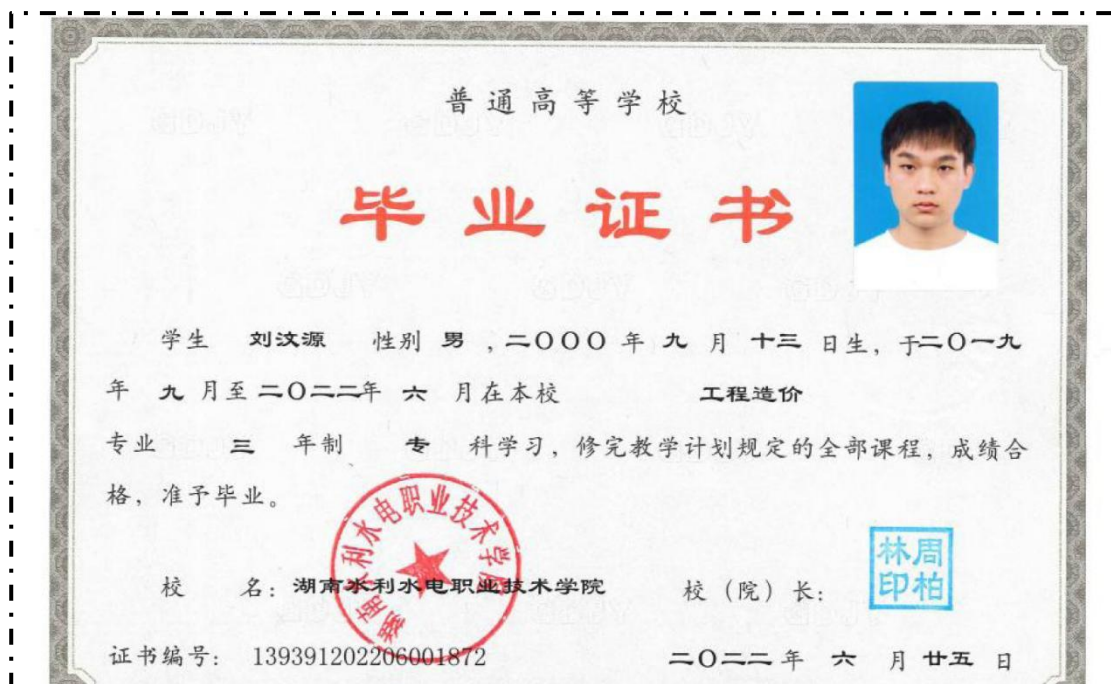 普通高等学校
毕业证书
学生 刘汶源 性别 男 ,二〇〇〇 年 九 月 十三 日生, 于二〇一九
年 九 月至 二〇二二年 六 月在本校 工程造价
专业 三 年制 专 科学习, 修完教学计划规定的全部课程, 成绩合
格, 准予毕业。
湖南水利水电职业技术学院
校 名: 湖南水利水电职业技术学院 校 (院) 长:
周柏林印
证书编号: 139391202206001872 二〇二二 年 六 月 廿五 日